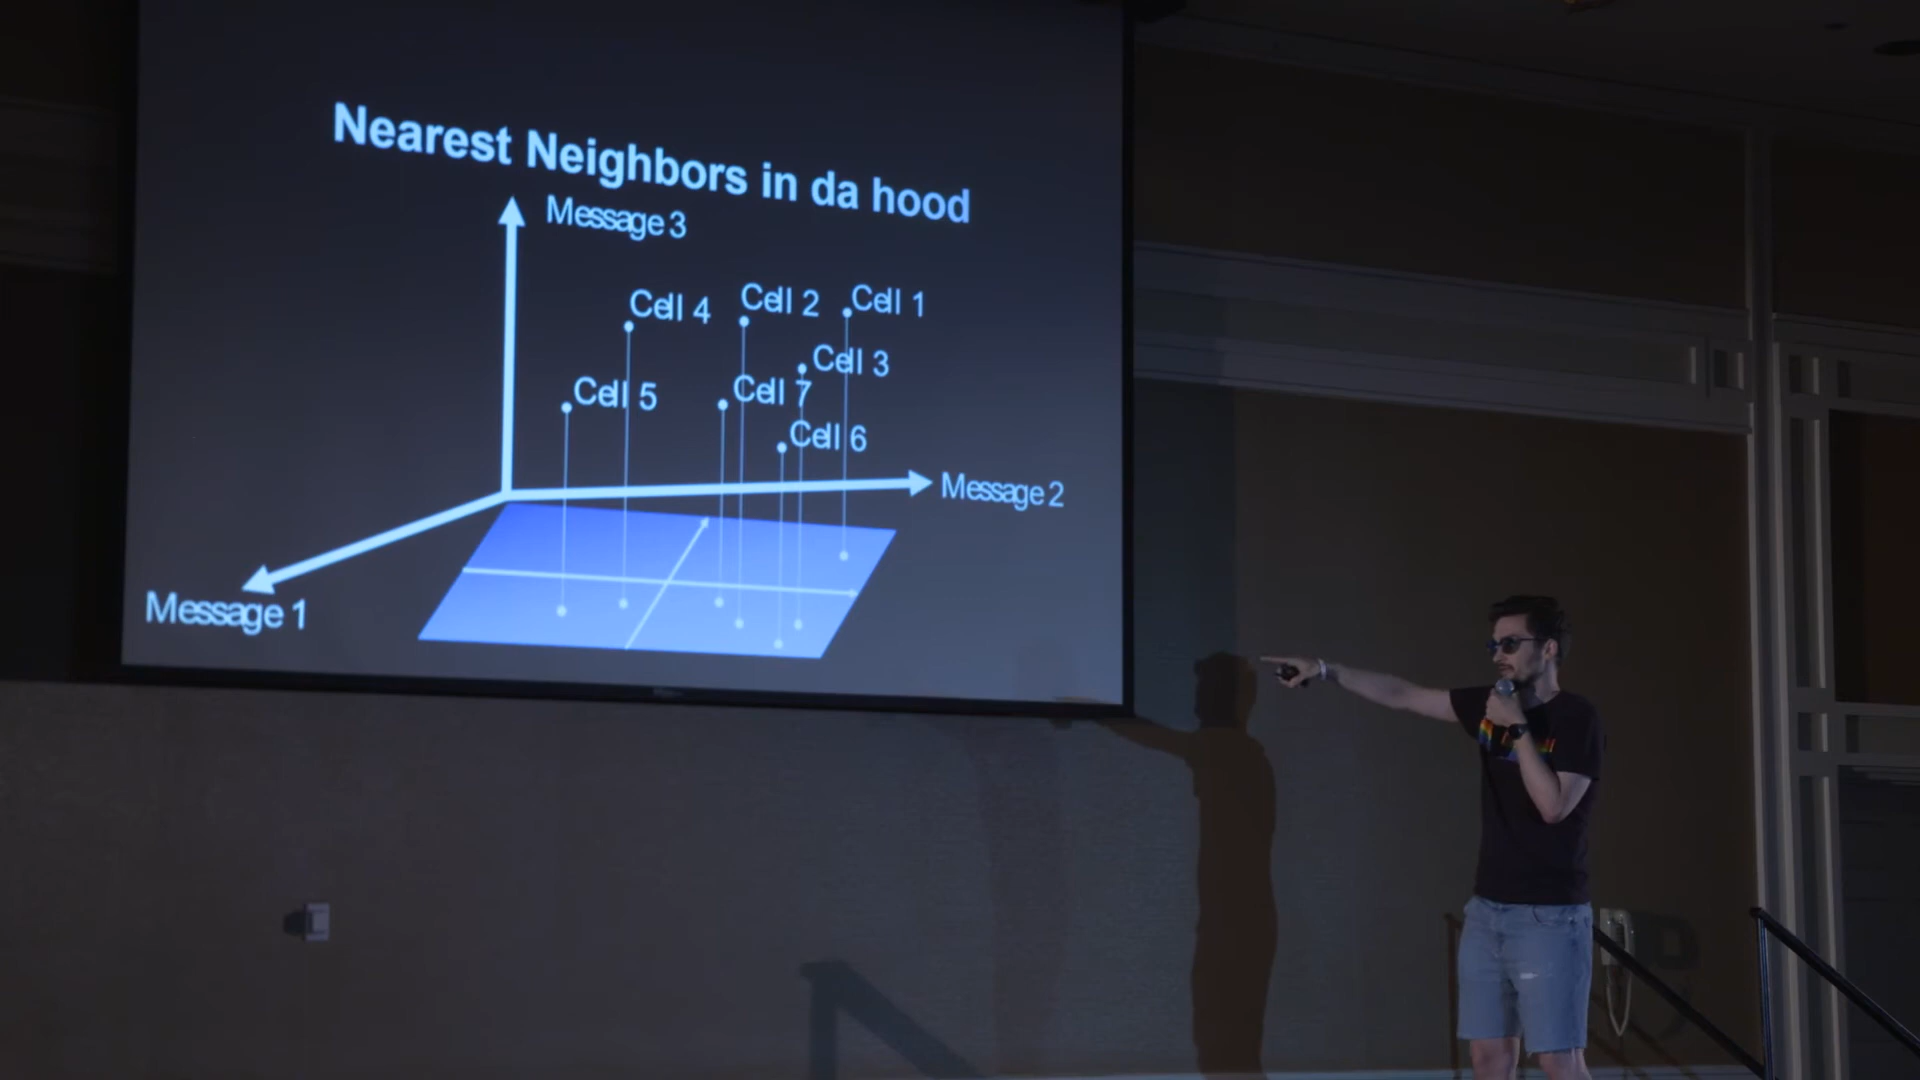 Nearest Neighbors in da hood
Message 3
Cell 4
Cell 2
Cell 1
Cell 3
Cell 5
Cell 7
Cell 6
Message 2
Message 1